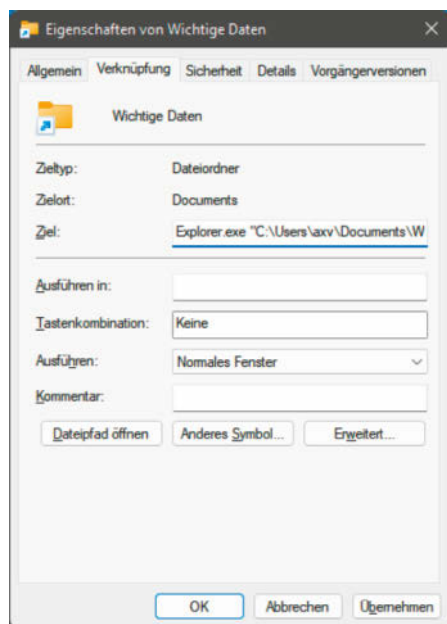 Eigenschaften von Wichtige Daten
Allgemein Verknüpfung Sicherheit Details Vorgängerversionen
Wichtige Daten
Zieltyp: Dateiordner
Zielort: Documents
Ziel: Explorer.exe "C:\Users\axv\Documents\W
Ausführen in:
Tastenkombination: Keine
Ausführen: Normales Fenster
Kommentar:
Dateipfad öffnen Anderes Symbol... Erweitert...
OK Abbrechen Übernehmen